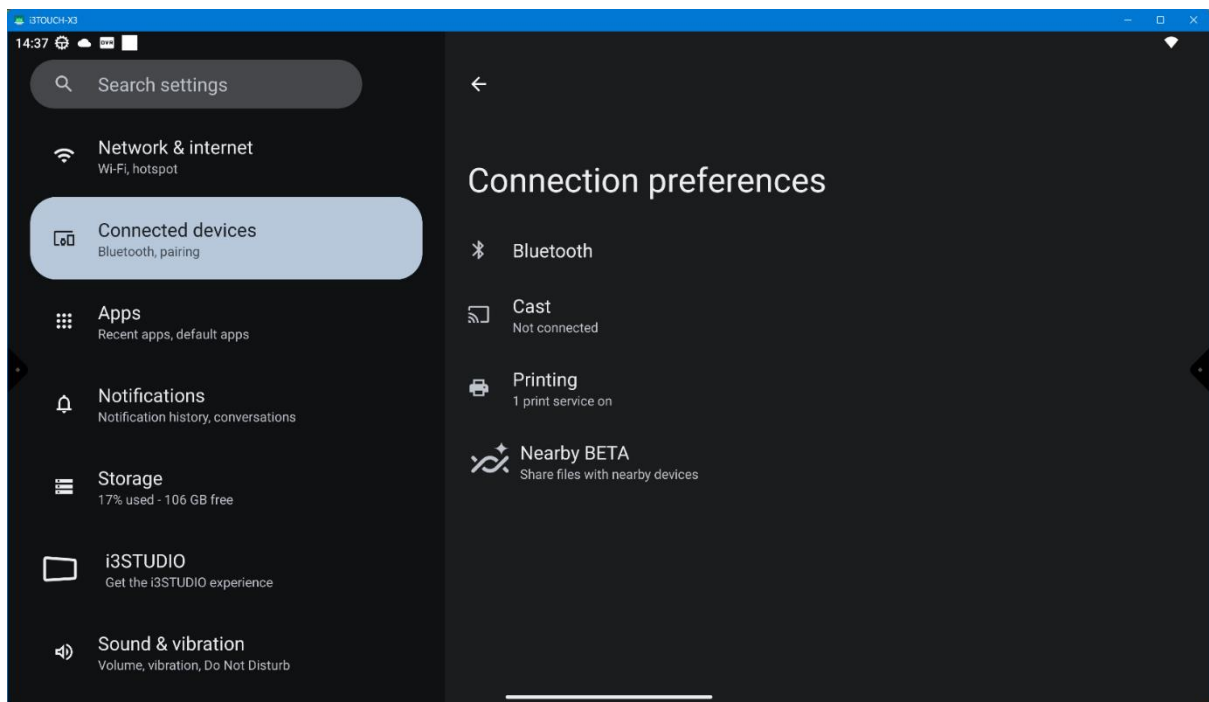 i3TOUCH-X3
14:37
Search settings
Network & internet
Wi-Fi, hotspot
Connected devices
Bluetooth, pairing
Apps
Recent apps, default apps
Notifications
Notification history, conversations
Storage
17% used - 106 GB free
i3STUDIO
Get the i3STUDIO experience
Sound & vibration
Volume, vibration, Do Not Disturb
Connection preferences
Bluetooth
Cast
Not connected
Printing
1 print service on
Nearby BETA
Share files with nearby devices